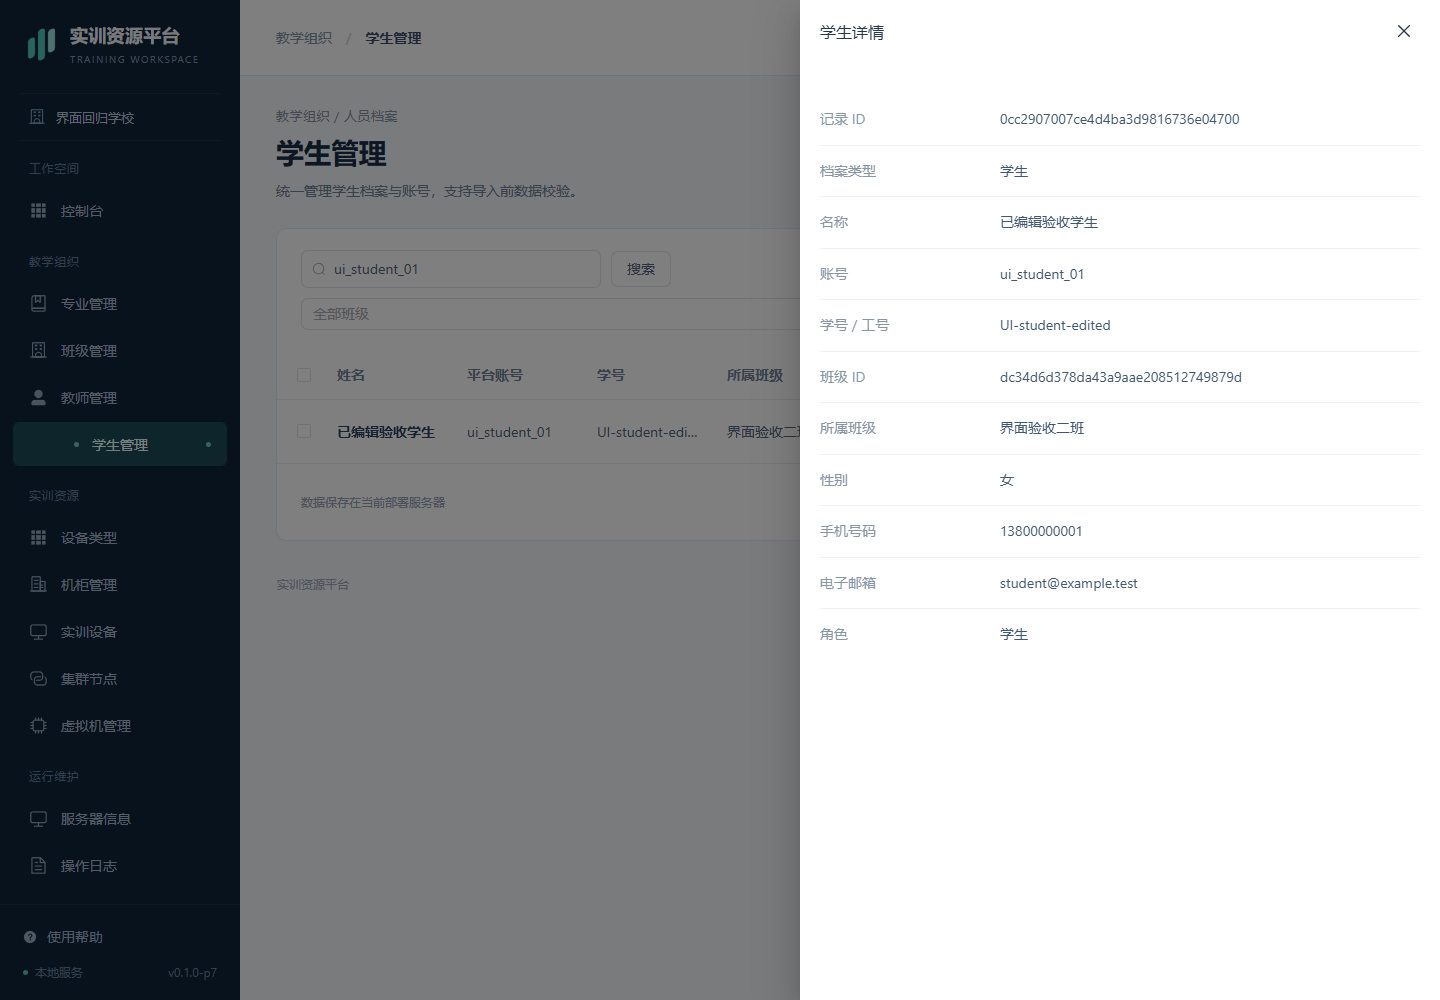 实训资源平台
TRAINING WORKSPACE
界面回归学校
工作空间
控制台
教学组织
专业管理
班级管理
教师管理
学生管理
实训资源
设备类型
机柜管理
实训设备
集群节点
虚拟机管理
运行维护
服务器信息
操作日志
使用帮助
本地服务 v0.1.0-p7
教学组织 / 学生管理
教学组织 / 人员档案
学生管理
统一管理学生档案与账号，支持导入前数据校验。
ui_student_01 搜索
全部班级
姓名 平台账号 学号 所属班级
已编辑验收学生 ui_student_01 UI-student-edi... 界面验收二班
数据保存在当前部署服务器
实训资源平台
学生详情
记录 ID 0cc2907007ce4d4ba3d9816736e04700
档案类型 学生
名称 已编辑验收学生
账号 ui_student_01
学号 / 工号 UI-student-edited
班级 ID dc34d6d378da43a9aae208512749879d
所属班级 界面验收二班
性别 女
手机号码 13800000001
电子邮箱 student@example.test
角色 学生